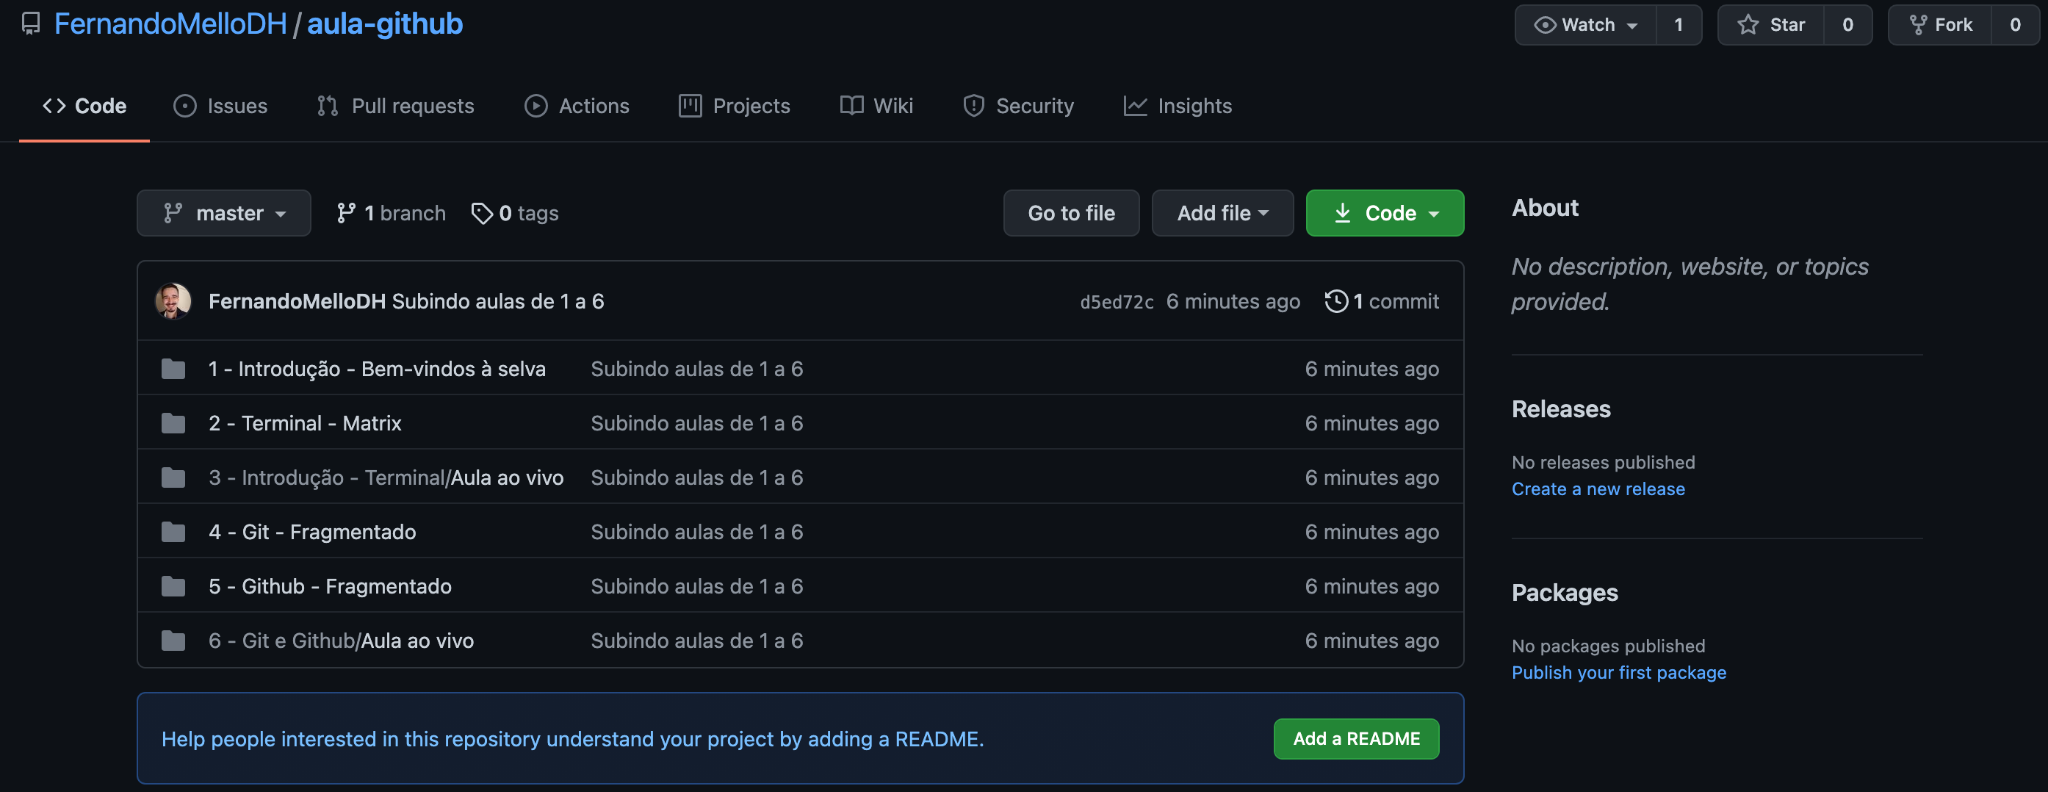 FernandoMelloDH / aula-github
Watch 1 Star 0 Fork 0
Code Issues Pull requests Actions Projects Wiki Security Insights
master 1 branch 0 tags Go to file Add file Code
FernandoMelloDH Subindo aulas de 1 a 6 d5ed72c 6 minutes ago 1 commit
1 - Introdução - Bem-vindos à selva Subindo aulas de 1 a 6 6 minutes ago
2 - Terminal - Matrix Subindo aulas de 1 a 6 6 minutes ago
3 - Introdução - Terminal/Aula ao vivo Subindo aulas de 1 a 6 6 minutes ago
4 - Git - Fragmentado Subindo aulas de 1 a 6 6 minutes ago
5 - Github - Fragmentado Subindo aulas de 1 a 6 6 minutes ago
6 - Git e Github/Aula ao vivo Subindo aulas de 1 a 6 6 minutes ago
Help people interested in this repository understand your project by adding a README. Add a README
About
No description, website, or topics
provided.
Releases
No releases published
Create a new release
Packages
No packages published
Publish your first package